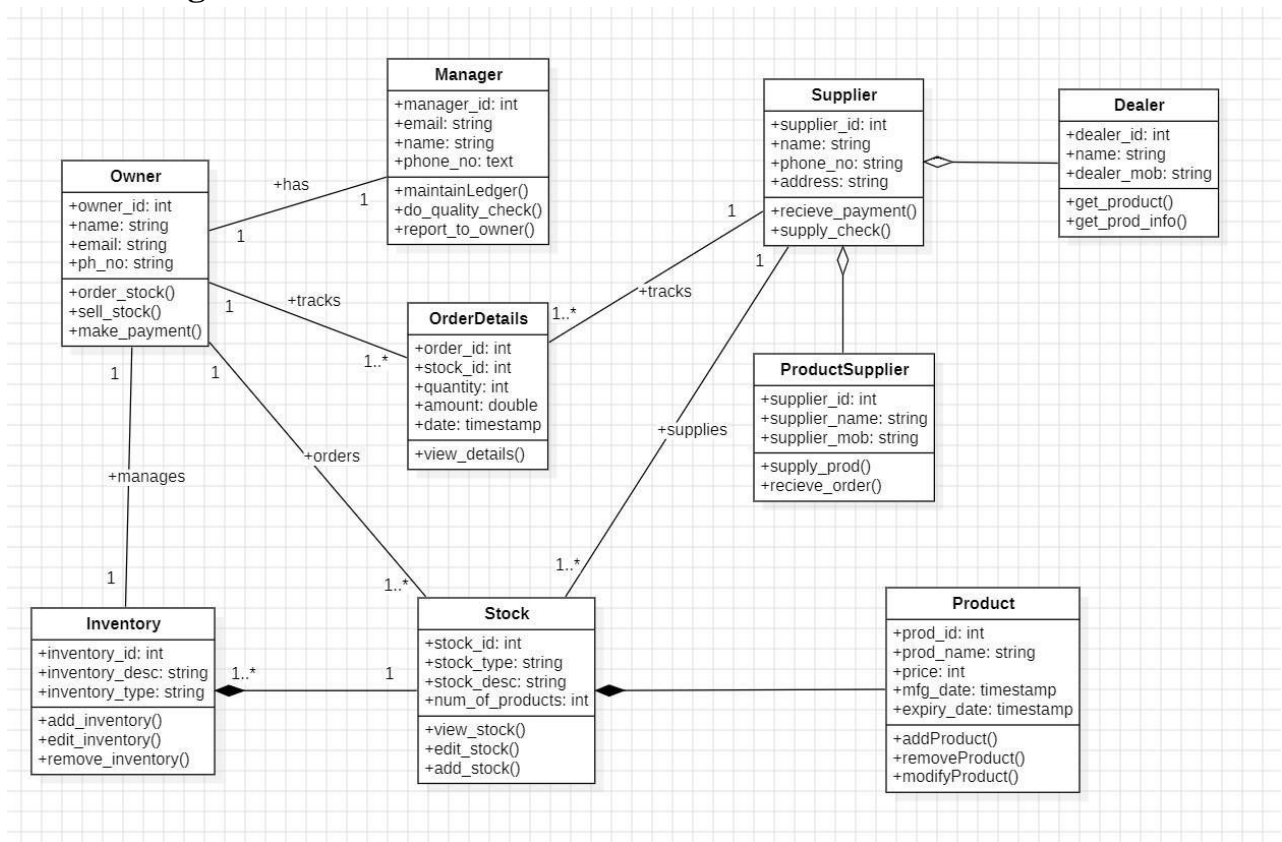 Manager
+manager_id: int
+email: string
+name: string
+phone_no: text
+maintainLedger()
+do_quality_check()
+report_to_owner()
Supplier
+supplier_id: int
+name: string
+phone_no: string
+address: string
+recieve_payment()
+supply_check()
Dealer
+dealer_id: int
+name: string
+dealer_mob: string
+get_product()
+get_prod_info()
Owner
+owner_id: int
+name: string
+email: string
+ph_no: string
+order_stock()
+sell_stock()
+make_payment()
+has
1
1
+tracks
1
1..*
OrderDetails
+order_id: int
+stock_id: int
+quantity: int
+amount: double
+date: timestamp
+view_details()
1
+tracks
1..*
ProductSupplier
+supplier_id: int
+supplier_name: string
+supplier_mob: string
+supply_prod()
+recieve_order()
1
+supplies
1..*
1
+orders
1..*
1
+manages
1
Inventory
+inventory_id: int
+inventory_desc: string
+inventory_type: string
+add_inventory()
+edit_inventory()
+remove_inventory()
1..*
1
Stock
+stock_id: int
+stock_type: string
+stock_desc: string
+num_of_products: int
+view_stock()
+edit_stock()
+add_stock()
Product
+prod_id: int
+prod_name: string
+price: int
+mfg_date: timestamp
+expiry_date: timestamp
+addProduct()
+removeProduct()
+modifyProduct()